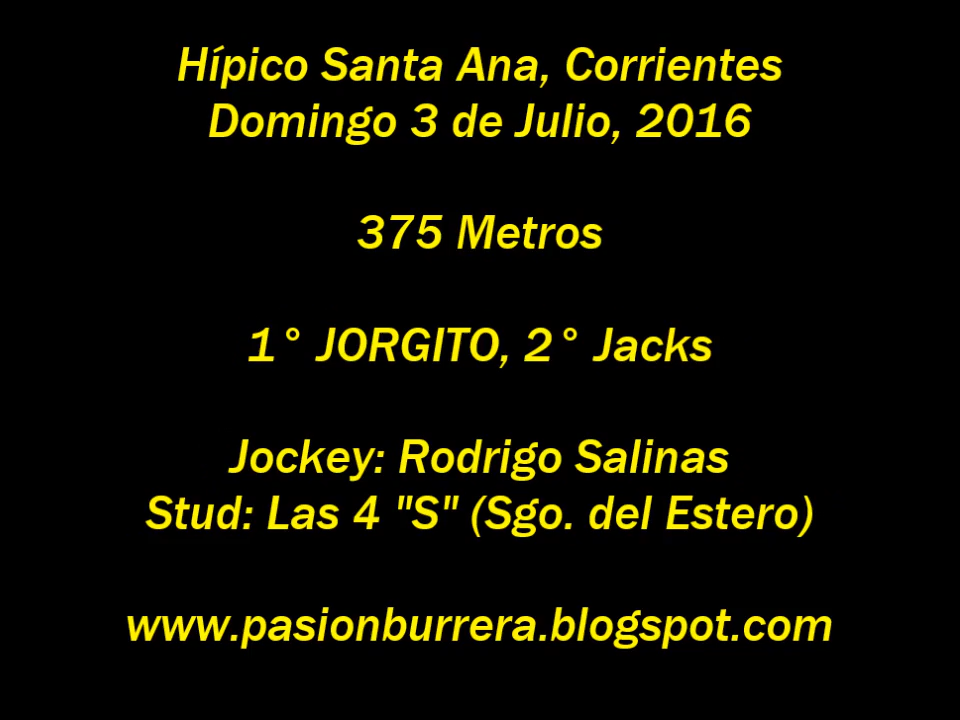 Hípico Santa Ana, Corrientes
Domingo 3 de Julio, 2016
375 Metros
1° JORGITO, 2° Jacks
Jockey: Rodrigo Salinas
Stud: Las 4 "S" (Sgo. del Estero)
www.pasionburrera.blogspot.com